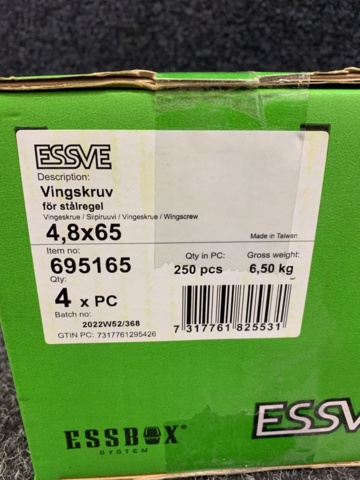 ESSVE
Description:
Vingskruv
för stålregel
Vingeskrue / Siipiruuvi / Vingeskrue / Wingscrew
4,8x65
Made in Taiwan
Item no:
695165
Qty in PC:
250 pcs
Gross weight:
6,50 kg
Qty:
4 x PC
Batch no:
2022W52/368
GTIN PC: 7317761295426
7 317761 825531
ESSBOX®
SYSTEM
ESSV